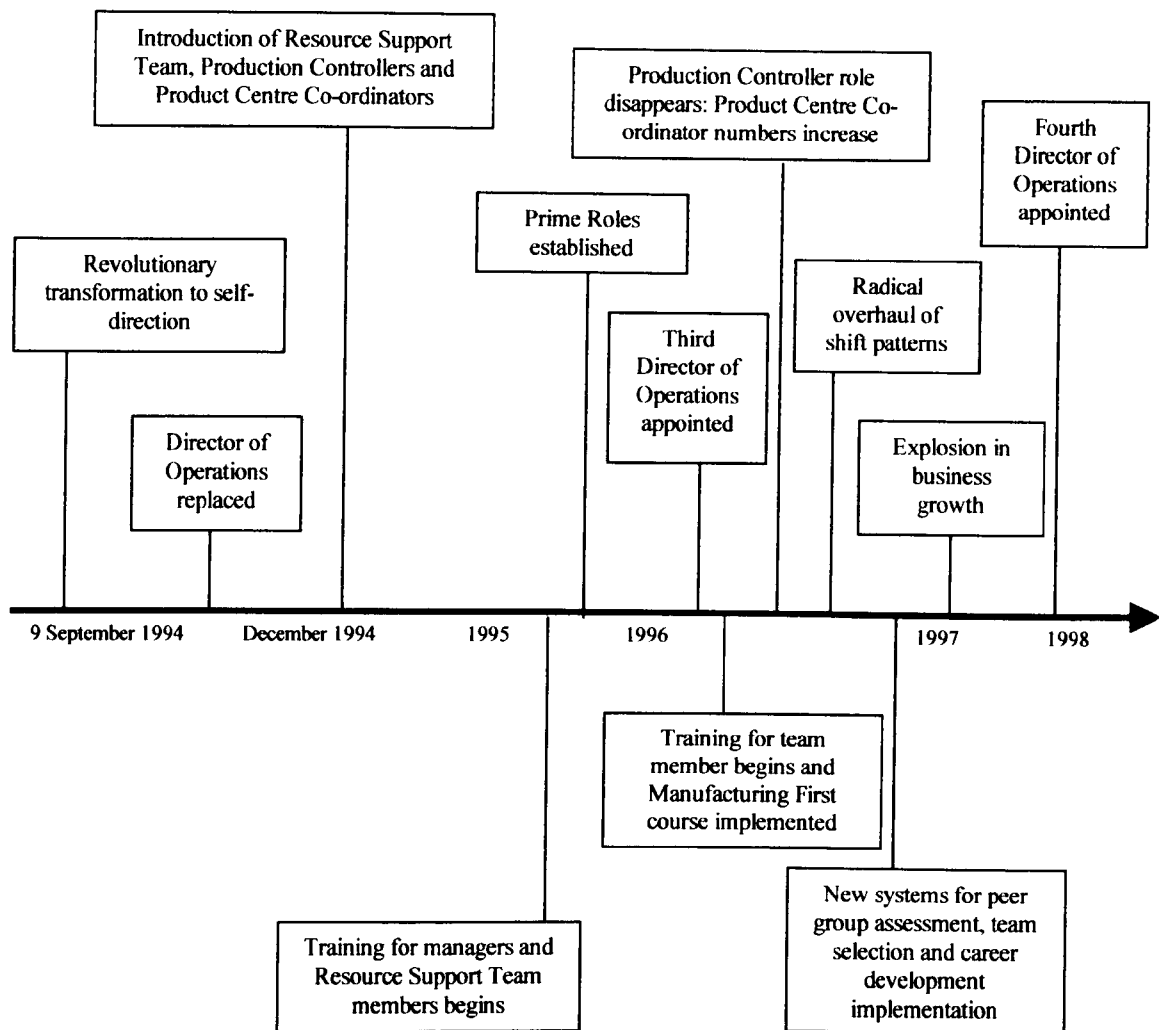 Introduction of Resource Support
Team, Production Controllers and
Product Centre Co-ordinators
Production Controller role
disappears: Product Centre Co-
ordinator numbers increase
Fourth
Director of
Operations
appointed
Prime Roles
established
Revolutionary
transformation to self-
direction
Radical
overhaul of
shift patterns
Third
Director of
Operations
appointed
Director of
Operations
replaced
Explosion in
business
growth
9 September 1994
December 1994
1995
1996
1997
1998
Training for team
member begins and
Manufacturing First
course implemented
New systems for peer
group assessment, team
selection and career
development
implementation
Training for managers and
Resource Support Team
members begins